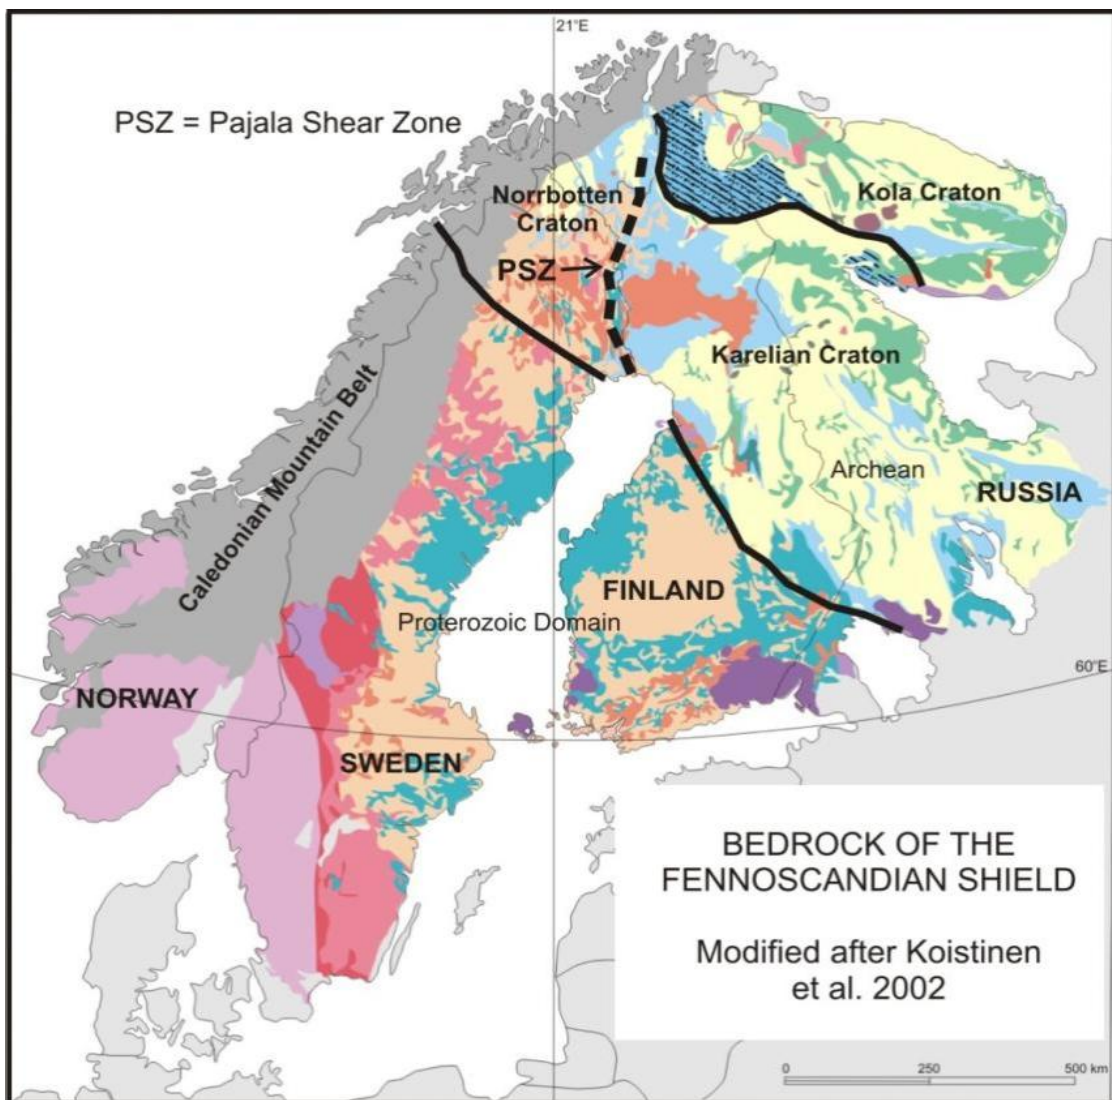 21°E
PSZ = Pajala Shear Zone
Norrbotten
Craton
Kola Craton
PSZ
Karelian Craton
Caledonian Mountain Belt
Archean
RUSSIA
FINLAND
Proterozoic Domain
60°E
NORWAY
SWEDEN
BEDROCK OF THE
FENNOSCANDIAN SHIELD
Modified after Koistinen
et al. 2002
0 250 500 km